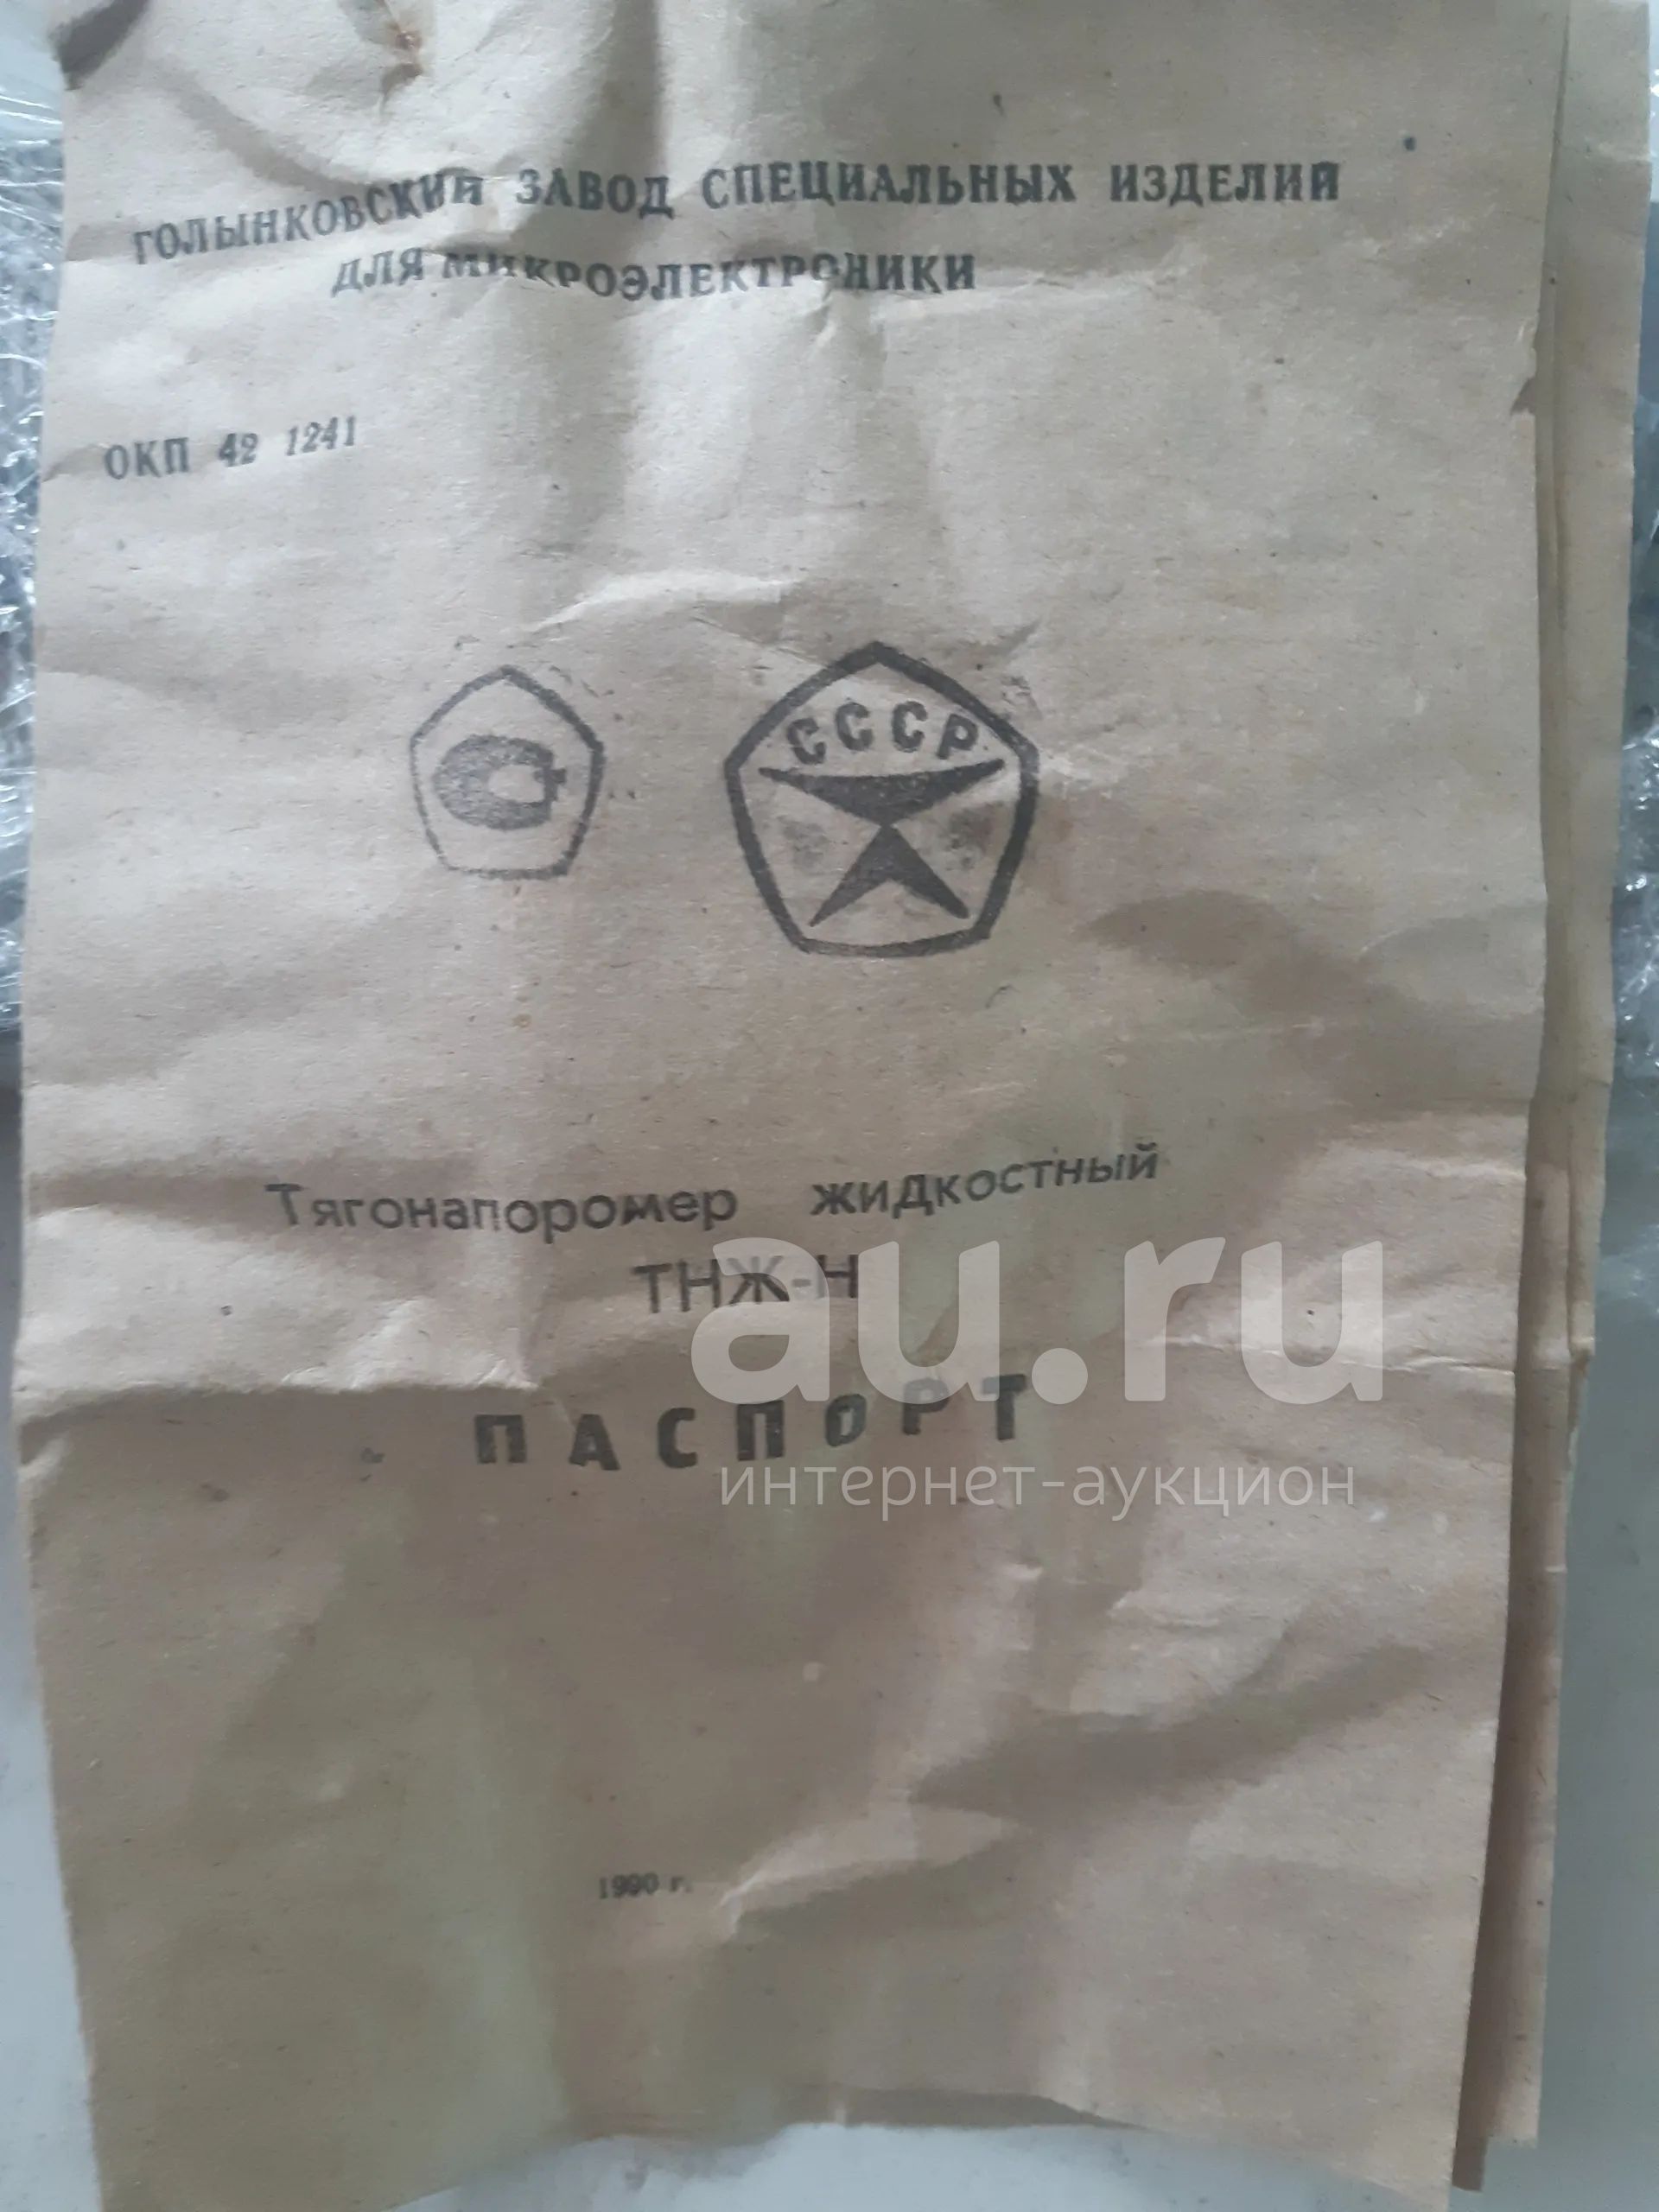 ГОЛЫНКОВСКИЙ ЗАВОД СПЕЦИАЛЬНЫХ ИЗДЕЛИЙ
ДЛЯ МИКРОЭЛЕКТРОНИКИ
ОКП 42 1241
СССР
Тягонапоромер жидкостный
ТНЖ-Н
au.ru
ПАСПОРТ
интернет-аукцион
1990 г.